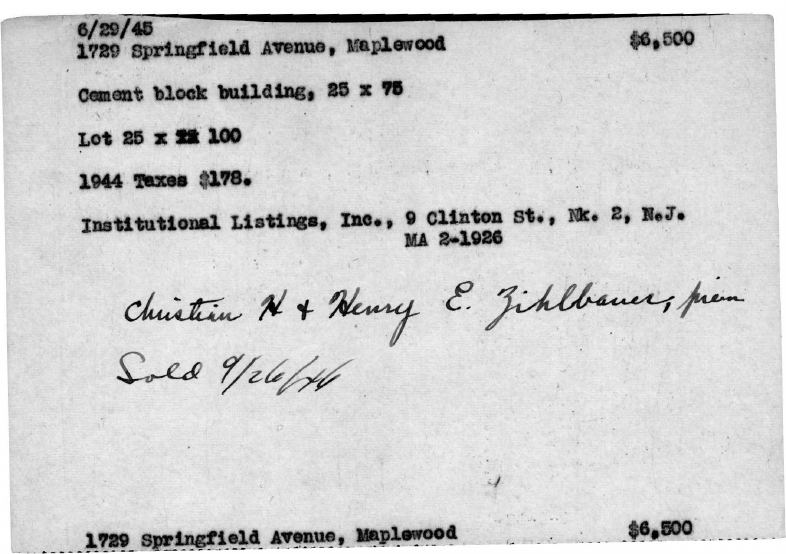 6/29/45
1729 Springfield Avenue, Maplewood $6,500
Cement block building, 25 x 75
Lot 25 x 100
1944 Taxes $178.
Institutional Listings, Inc., 9 Clinton St., Nk. 2, N.J.
MA 2-1926
Christian H & Henry E. Zihlbauer, prem
Sold 9/26/46
1729 Springfield Avenue, Maplewood $6,500